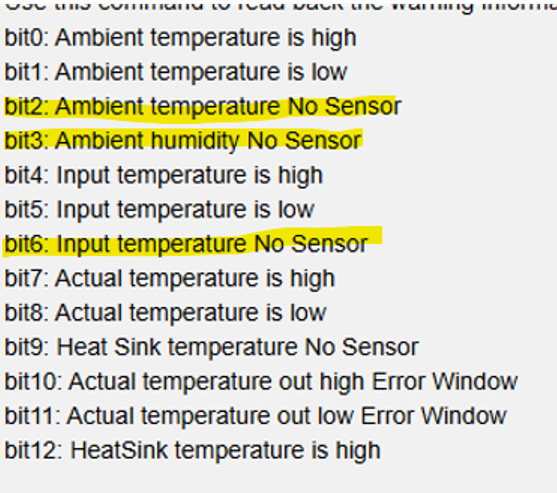 Use this command to read back the warning informa
bit0: Ambient temperature is high
bit1: Ambient temperature is low
bit2: Ambient temperature No Sensor
bit3: Ambient humidity No Sensor
bit4: Input temperature is high
bit5: Input temperature is low
bit6: Input temperature No Sensor
bit7: Actual temperature is high
bit8: Actual temperature is low
bit9: Heat Sink temperature No Sensor
bit10: Actual temperature out high Error Window
bit11: Actual temperature out low Error Window
bit12: HeatSink temperature is high